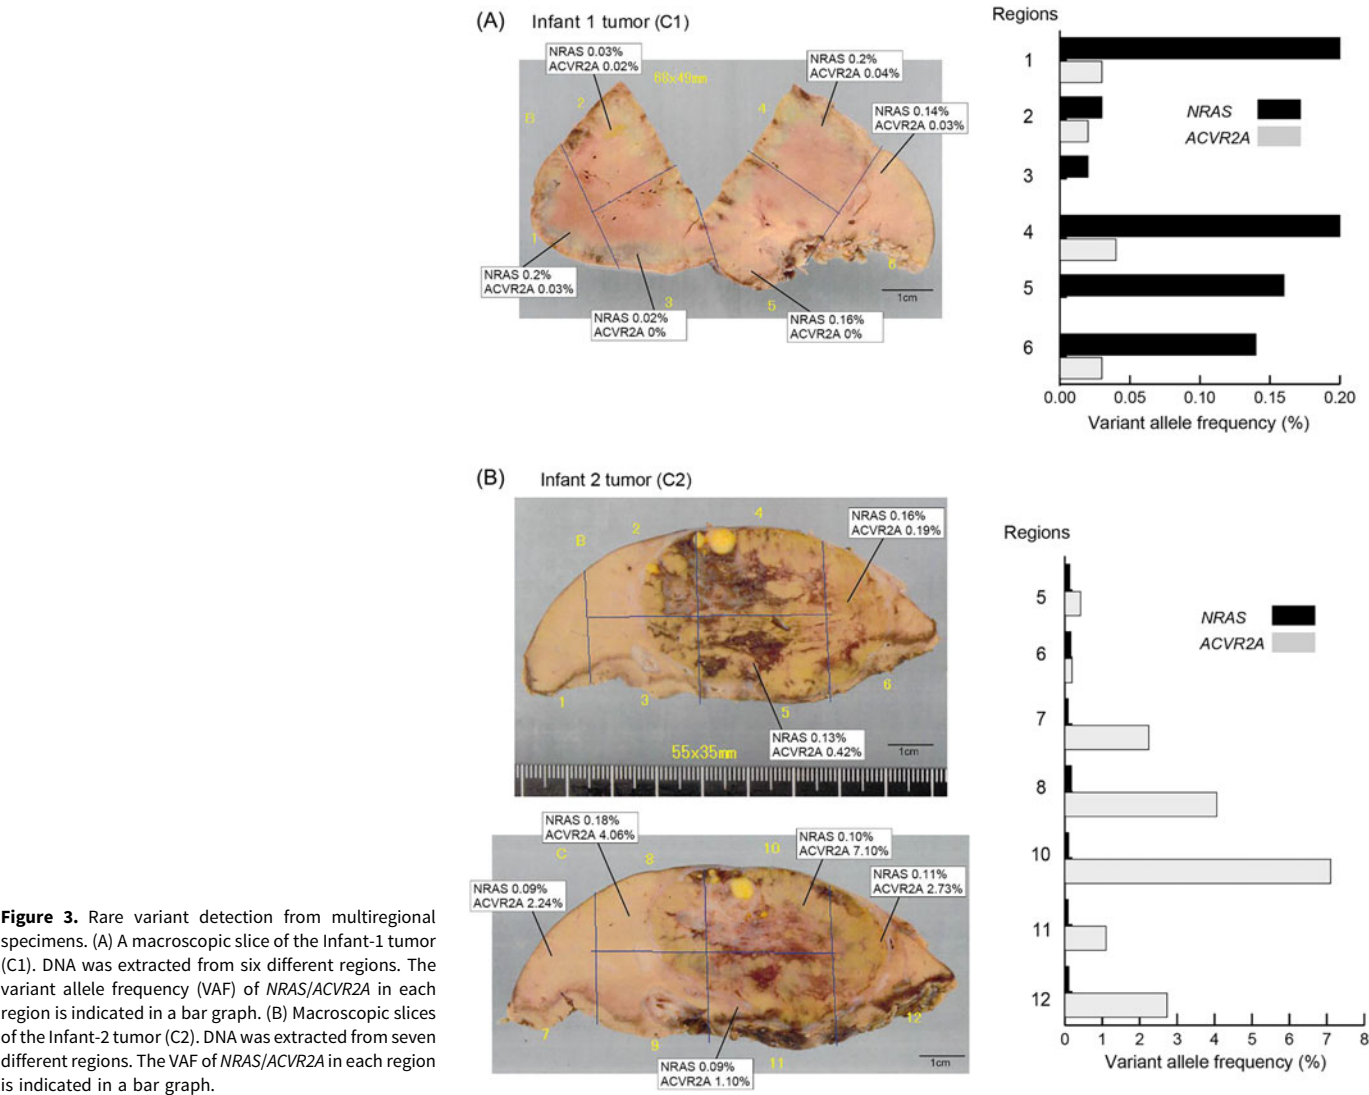 (A) Infant 1 tumor (C1)
NRAS 0.03%
ACVR2A 0.02%
68x49mm
NRAS 0.2%
ACVR2A 0.04%
NRAS 0.14%
ACVR2A 0.03%
B
2
4
1
NRAS 0.2%
ACVR2A 0.03%
3
NRAS 0.02%
ACVR2A 0%
5
NRAS 0.16%
ACVR2A 0%
6
1cm
Regions
1
2
3
4
5
6
NRAS
ACVR2A
0.00 0.05 0.10 0.15 0.20
Variant allele frequency (%)
(B) Infant 2 tumor (C2)
B
2
4
NRAS 0.16%
ACVR2A 0.19%
1
3
5
6
NRAS 0.13%
ACVR2A 0.42%
55x35mm
1cm
NRAS 0.18%
ACVR2A 4.06%
C
8
10
NRAS 0.10%
ACVR2A 7.10%
NRAS 0.11%
ACVR2A 2.73%
NRAS 0.09%
ACVR2A 2.24%
7
9
11
12
NRAS 0.09%
ACVR2A 1.10%
1cm
Regions
5
6
7
8
10
11
12
NRAS
ACVR2A
0 1 2 3 4 5 6 7 8
Variant allele frequency (%)
Figure 3. Rare variant detection from multiregional
specimens. (A) A macroscopic slice of the Infant-1 tumor
(C1). DNA was extracted from six different regions. The
variant allele frequency (VAF) of NRAS/ACVR2A in each
region is indicated in a bar graph. (B) Macroscopic slices
of the Infant-2 tumor (C2). DNA was extracted from seven
different regions. The VAF of NRAS/ACVR2A in each region
is indicated in a bar graph.